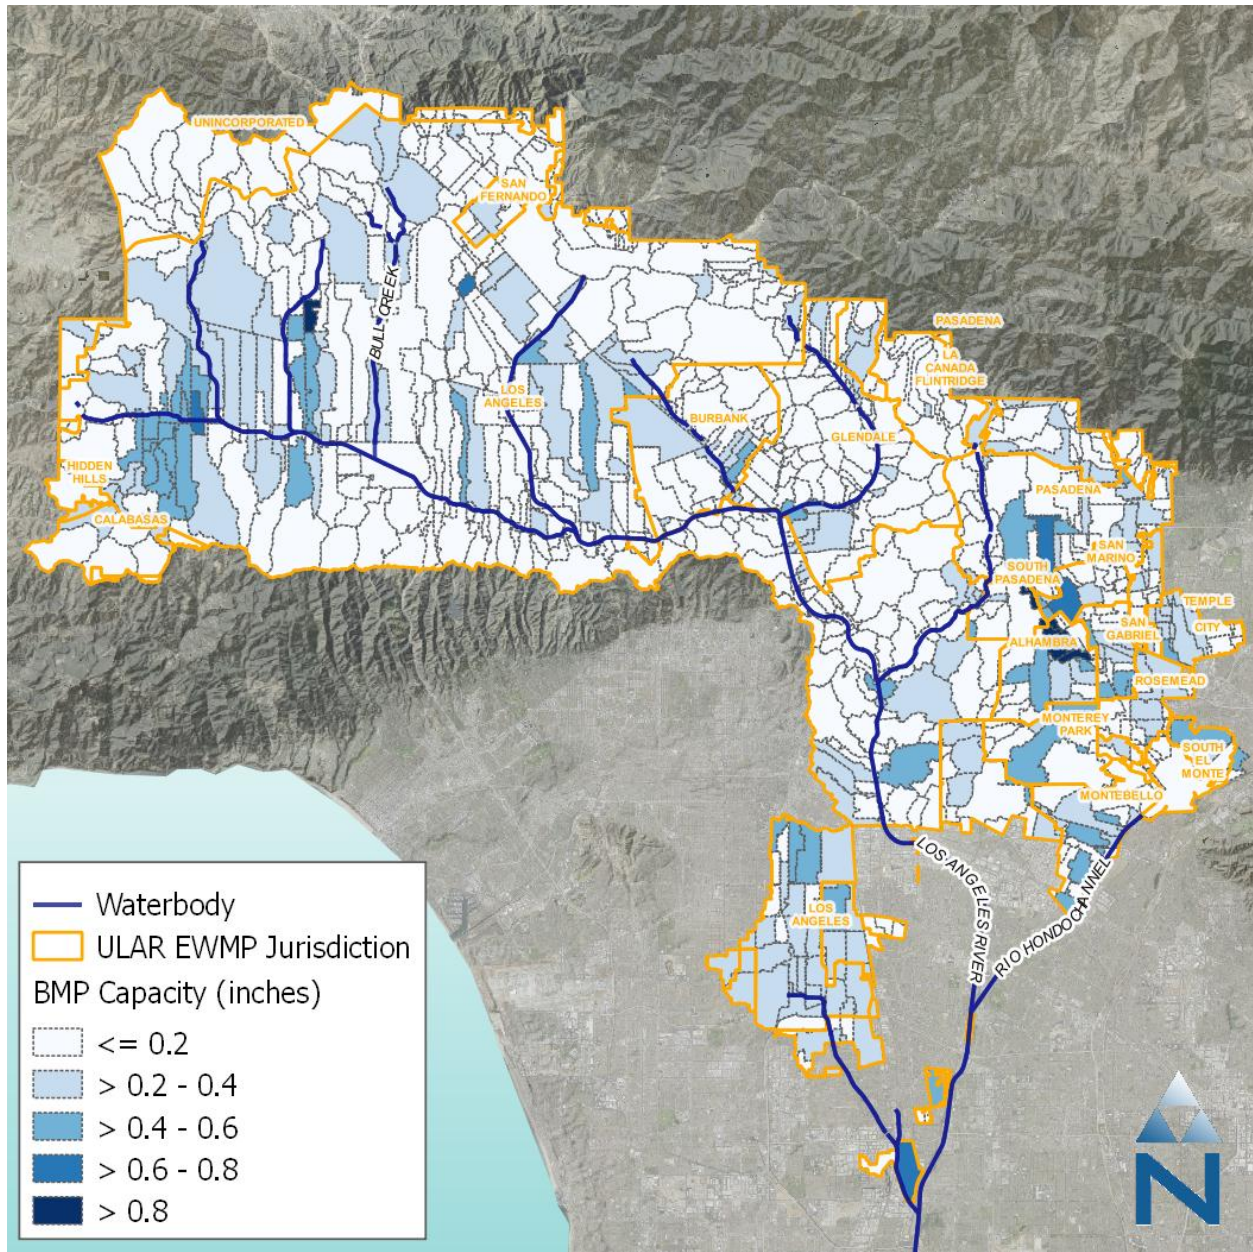 UNINCORPORATED
SAN
FERNANDO
BULL CREEK
PASADENA
LA
CANADA
FLINTRIDGE
LOS
ANGELES
BURBANK
GLENDALE
HIDDEN
HILLS
PASADENA
CALABASAS
SAN
MARINO
SOUTH
PASADENA
TEMPLE
CITY
SAN
GABRIEL
ALHAMBRA
ROSEMEAD
MONTEREY
PARK
SOUTH
EL
MONTE
MONTEBELLO
LOS ANGELES RIVER
RIO HONDO CHANNEL
LOS
ANGELES
Waterbody
ULAR EWMP Jurisdiction
BMP Capacity (inches)
<= 0.2
> 0.2 - 0.4
> 0.4 - 0.6
> 0.6 - 0.8
> 0.8
N